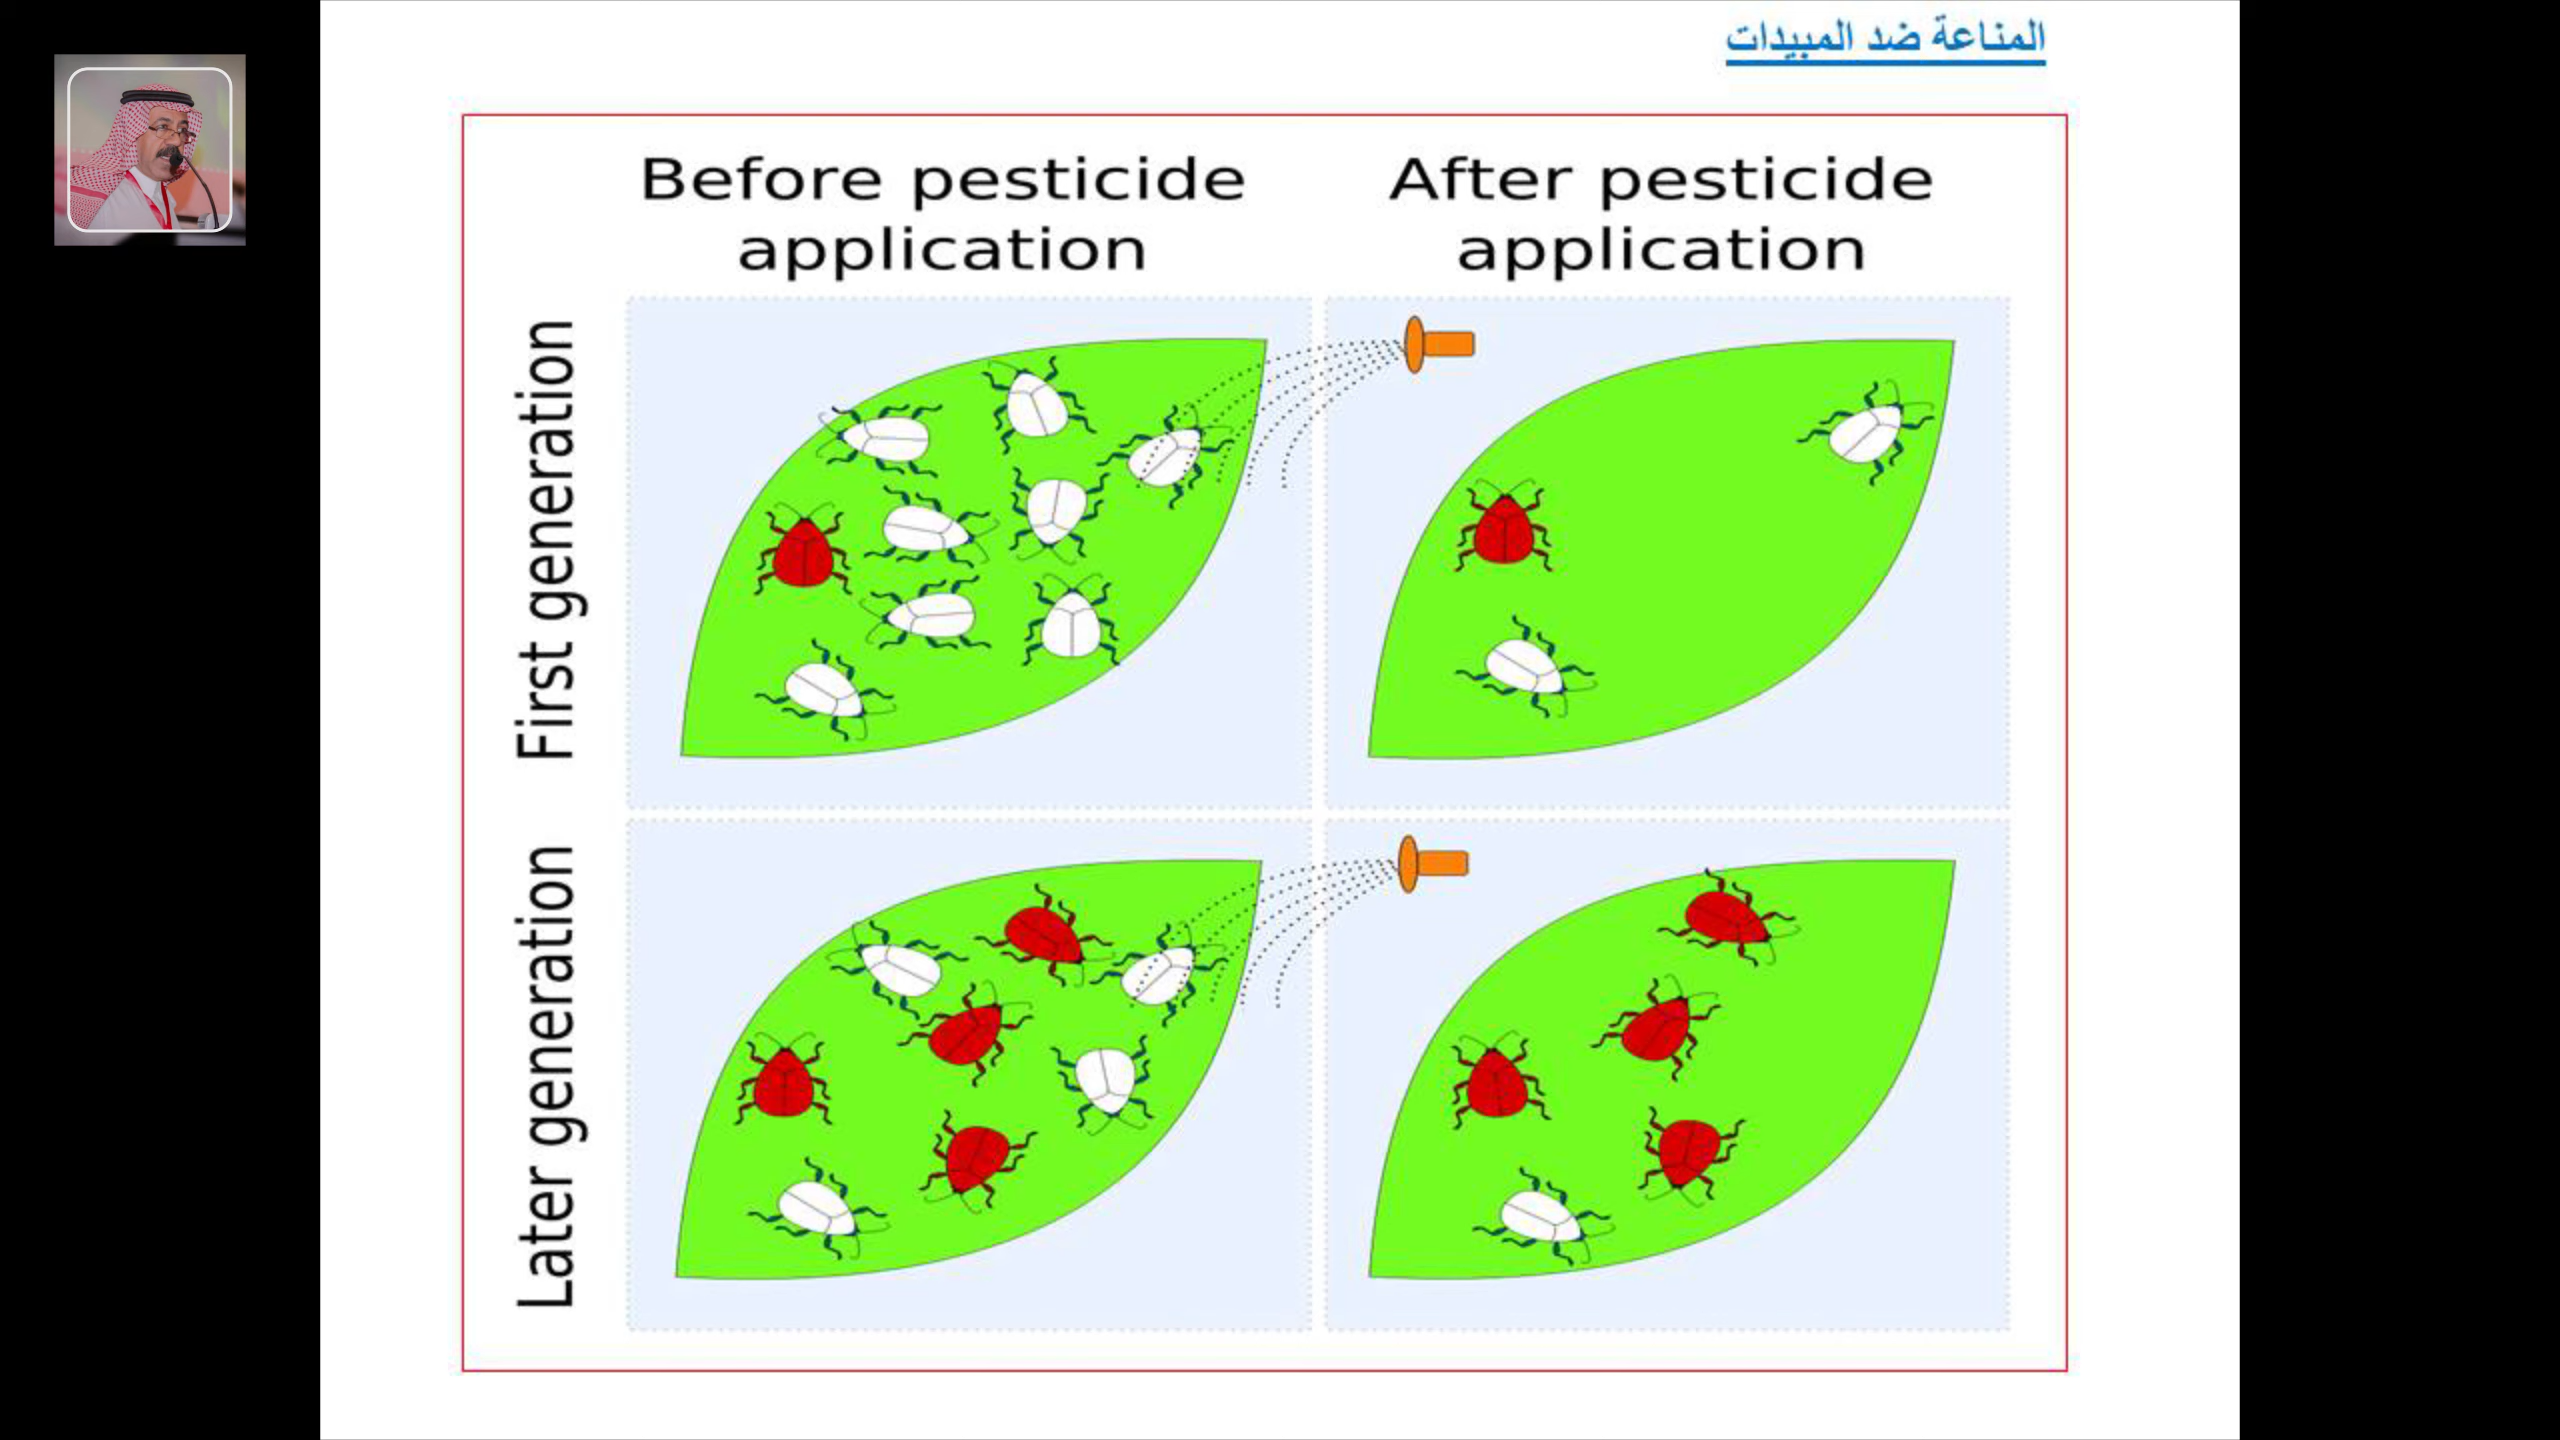 المناعة ضد المبيدات
Before pesticide
application
After pesticide
application
First generation
Later generation